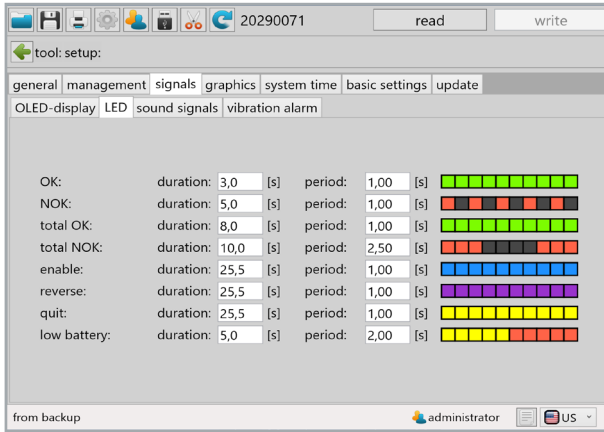 20290071 read write
tool: setup:
general management signals graphics system time basic settings update
OLED-display LED sound signals vibration alarm
OK: duration: 3,0 [s] period: 1,00 [s]
NOK: duration: 5,0 [s] period: 1,00 [s]
total OK: duration: 8,0 [s] period: 1,00 [s]
total NOK: duration: 10,0 [s] period: 2,50 [s]
enable: duration: 25,5 [s] period: 1,00 [s]
reverse: duration: 25,5 [s] period: 1,00 [s]
quit: duration: 25,5 [s] period: 1,00 [s]
low battery: duration: 5,0 [s] period: 2,00 [s]
from backup administrator US